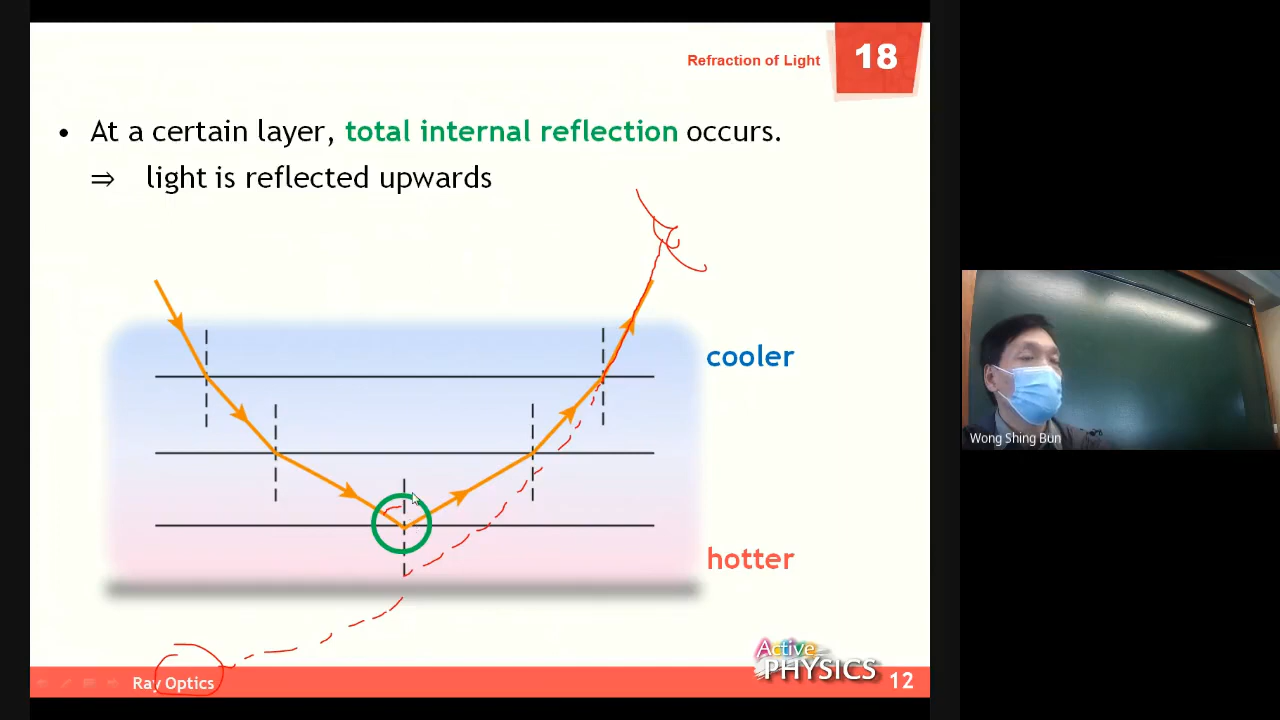 Refraction of Light
18
• At a certain layer, total internal reflection occurs.
⇒ light is reflected upwards
cooler
hotter
Wong Shing Bun
Active
PHYSICS
Ray Optics
12